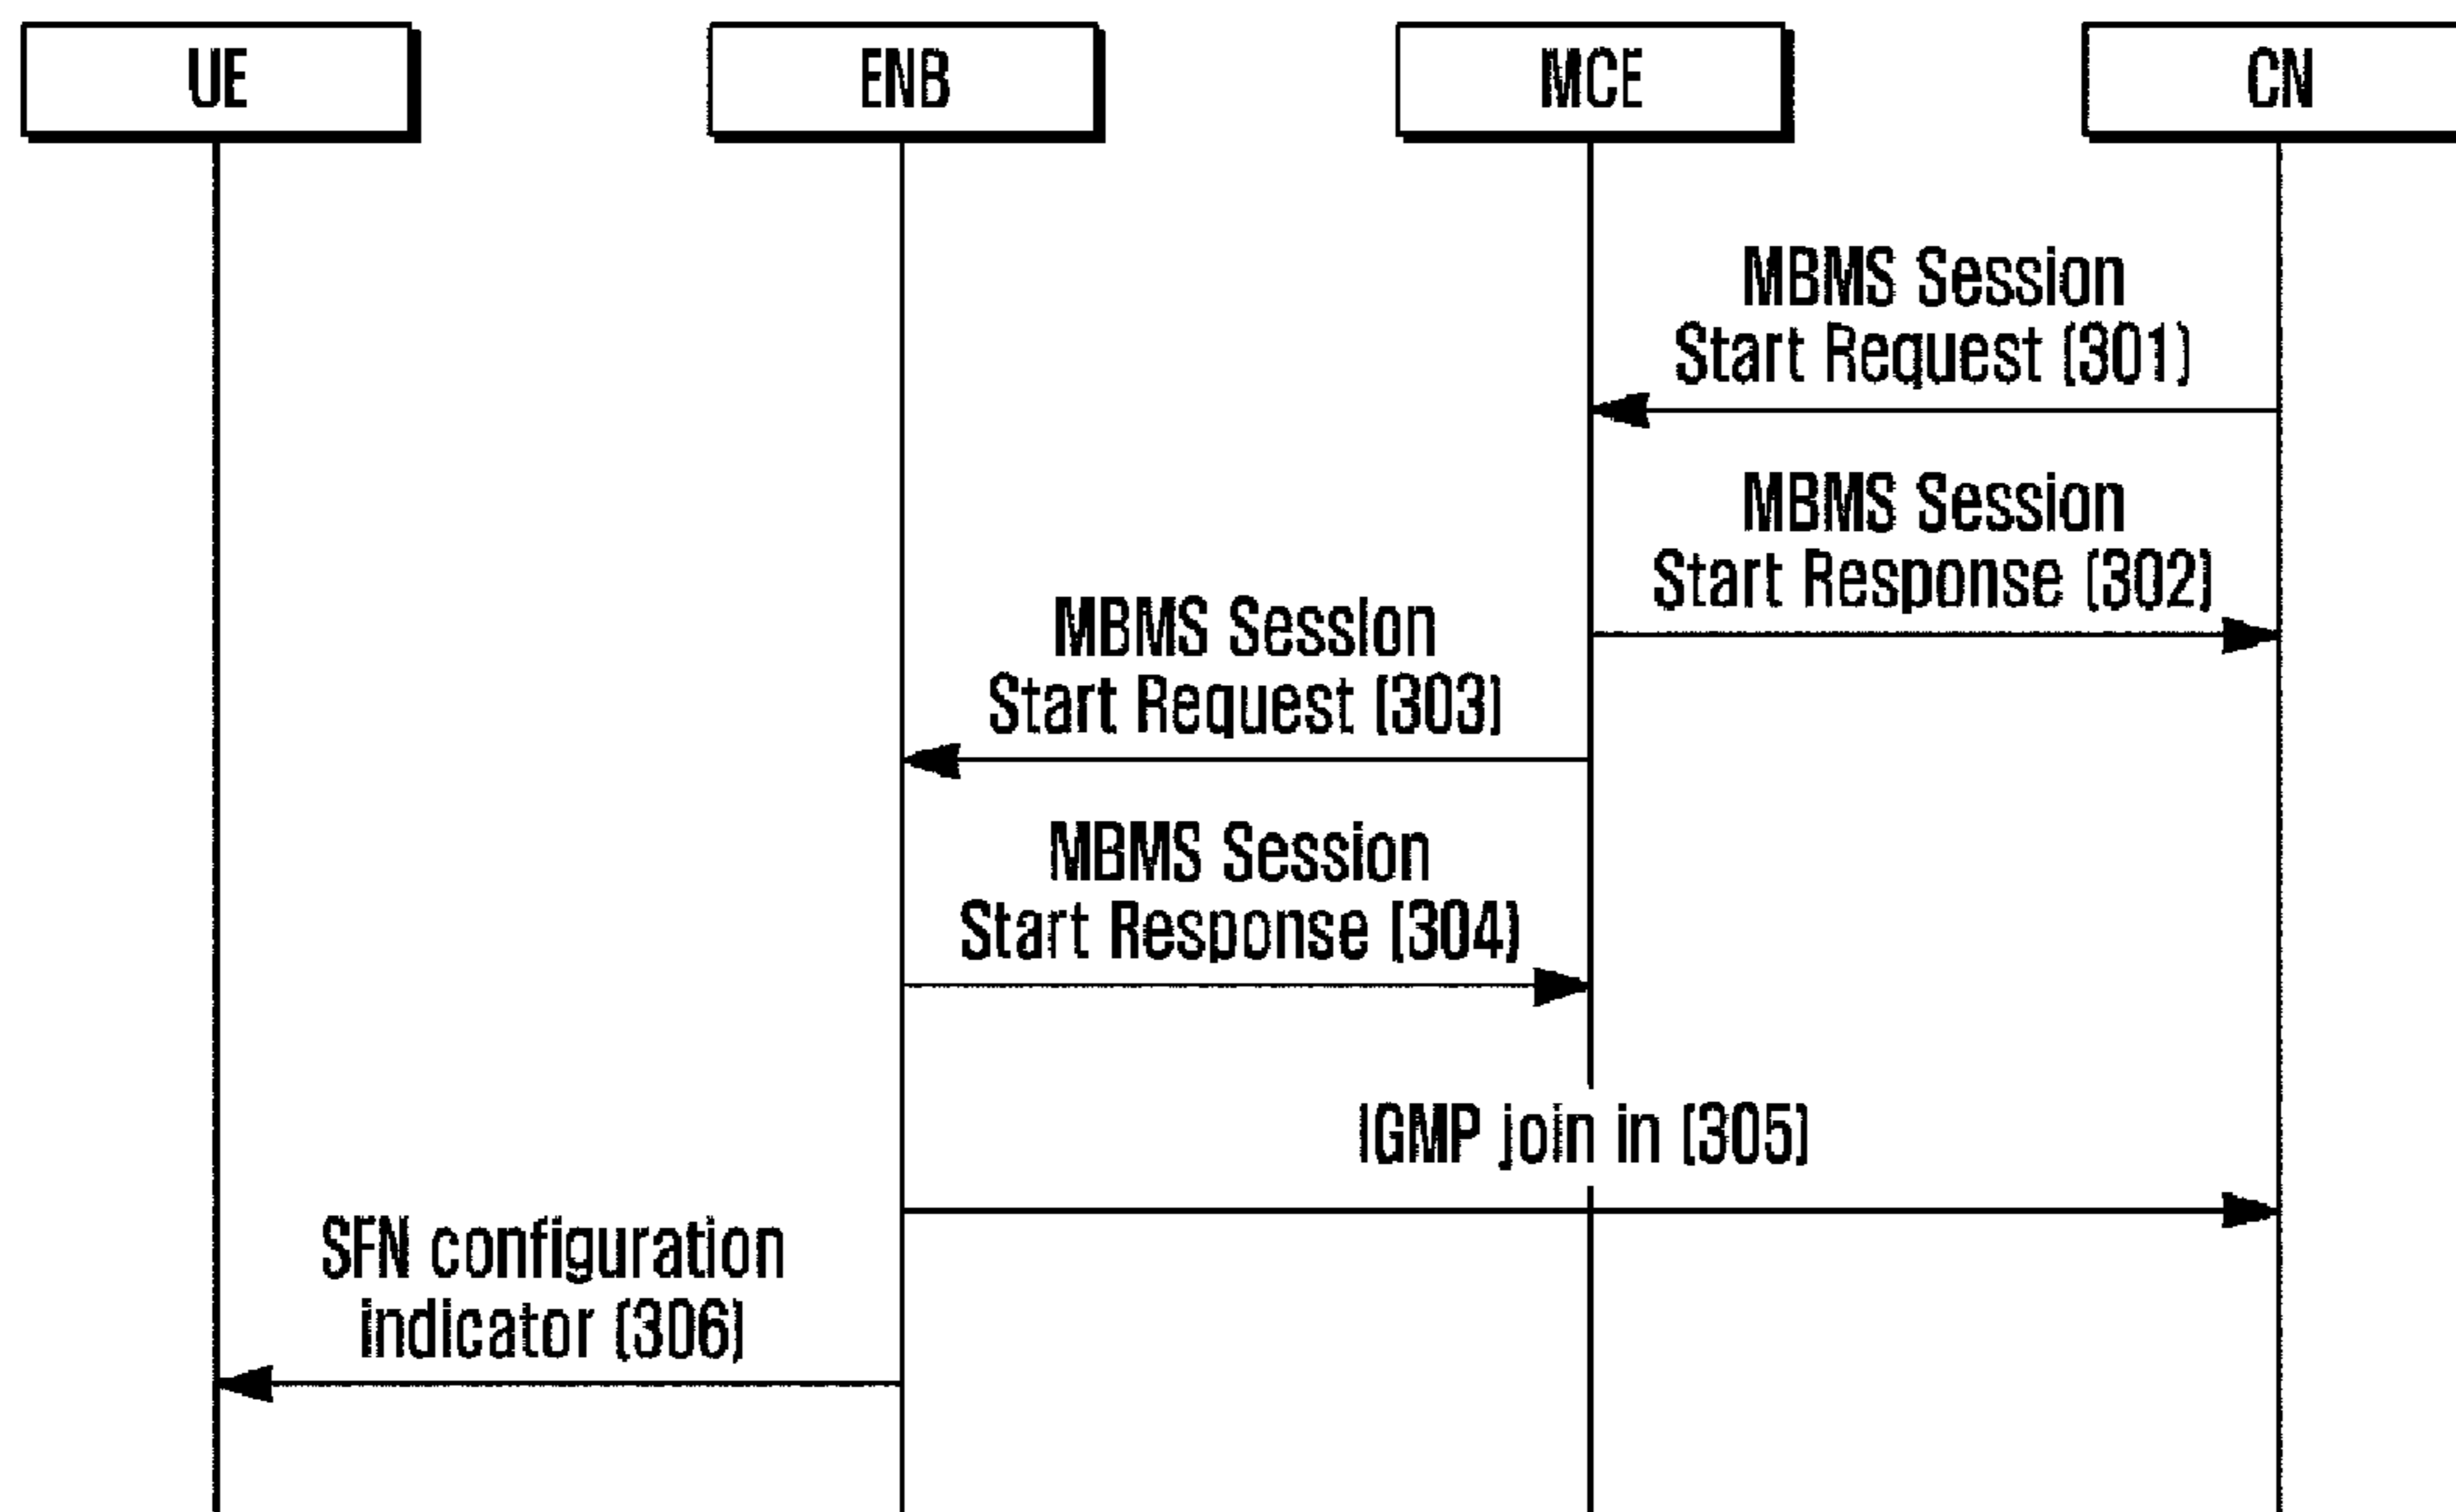 UE
ENB
MCE
CN
MBMS Session
Start Request (301)
MBMS Session
Start Response (302)
MBMS Session
Start Request (303)
MBMS Session
Start Response (304)
IGMP join in (305)
SFN configuration
indicator (306)